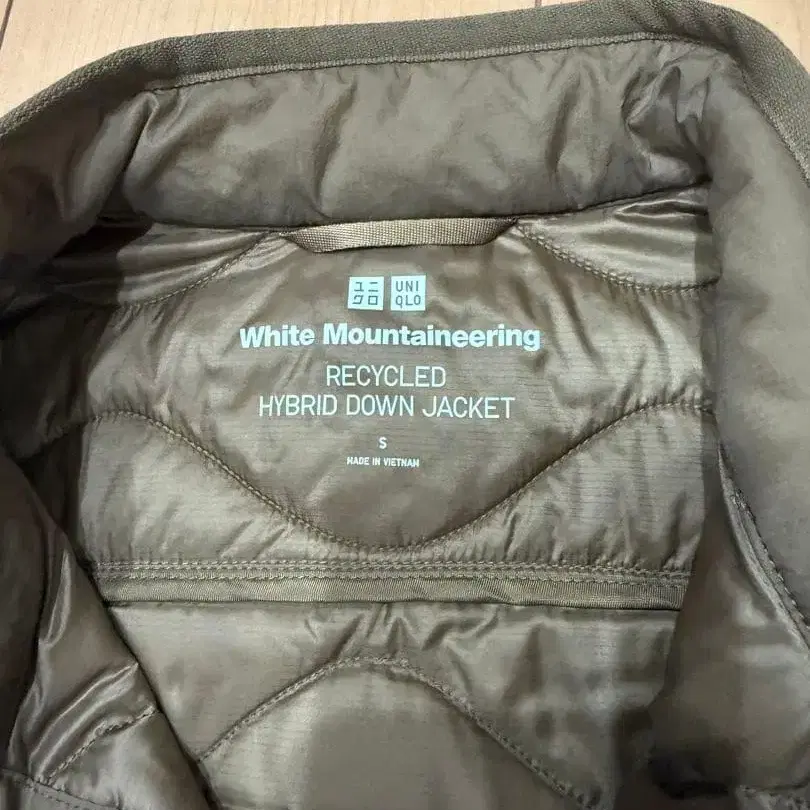 ユニ UNI
クロ QLO
White Mountaineering
RECYCLED
HYBRID DOWN JACKET
S
MADE IN VIETNAM